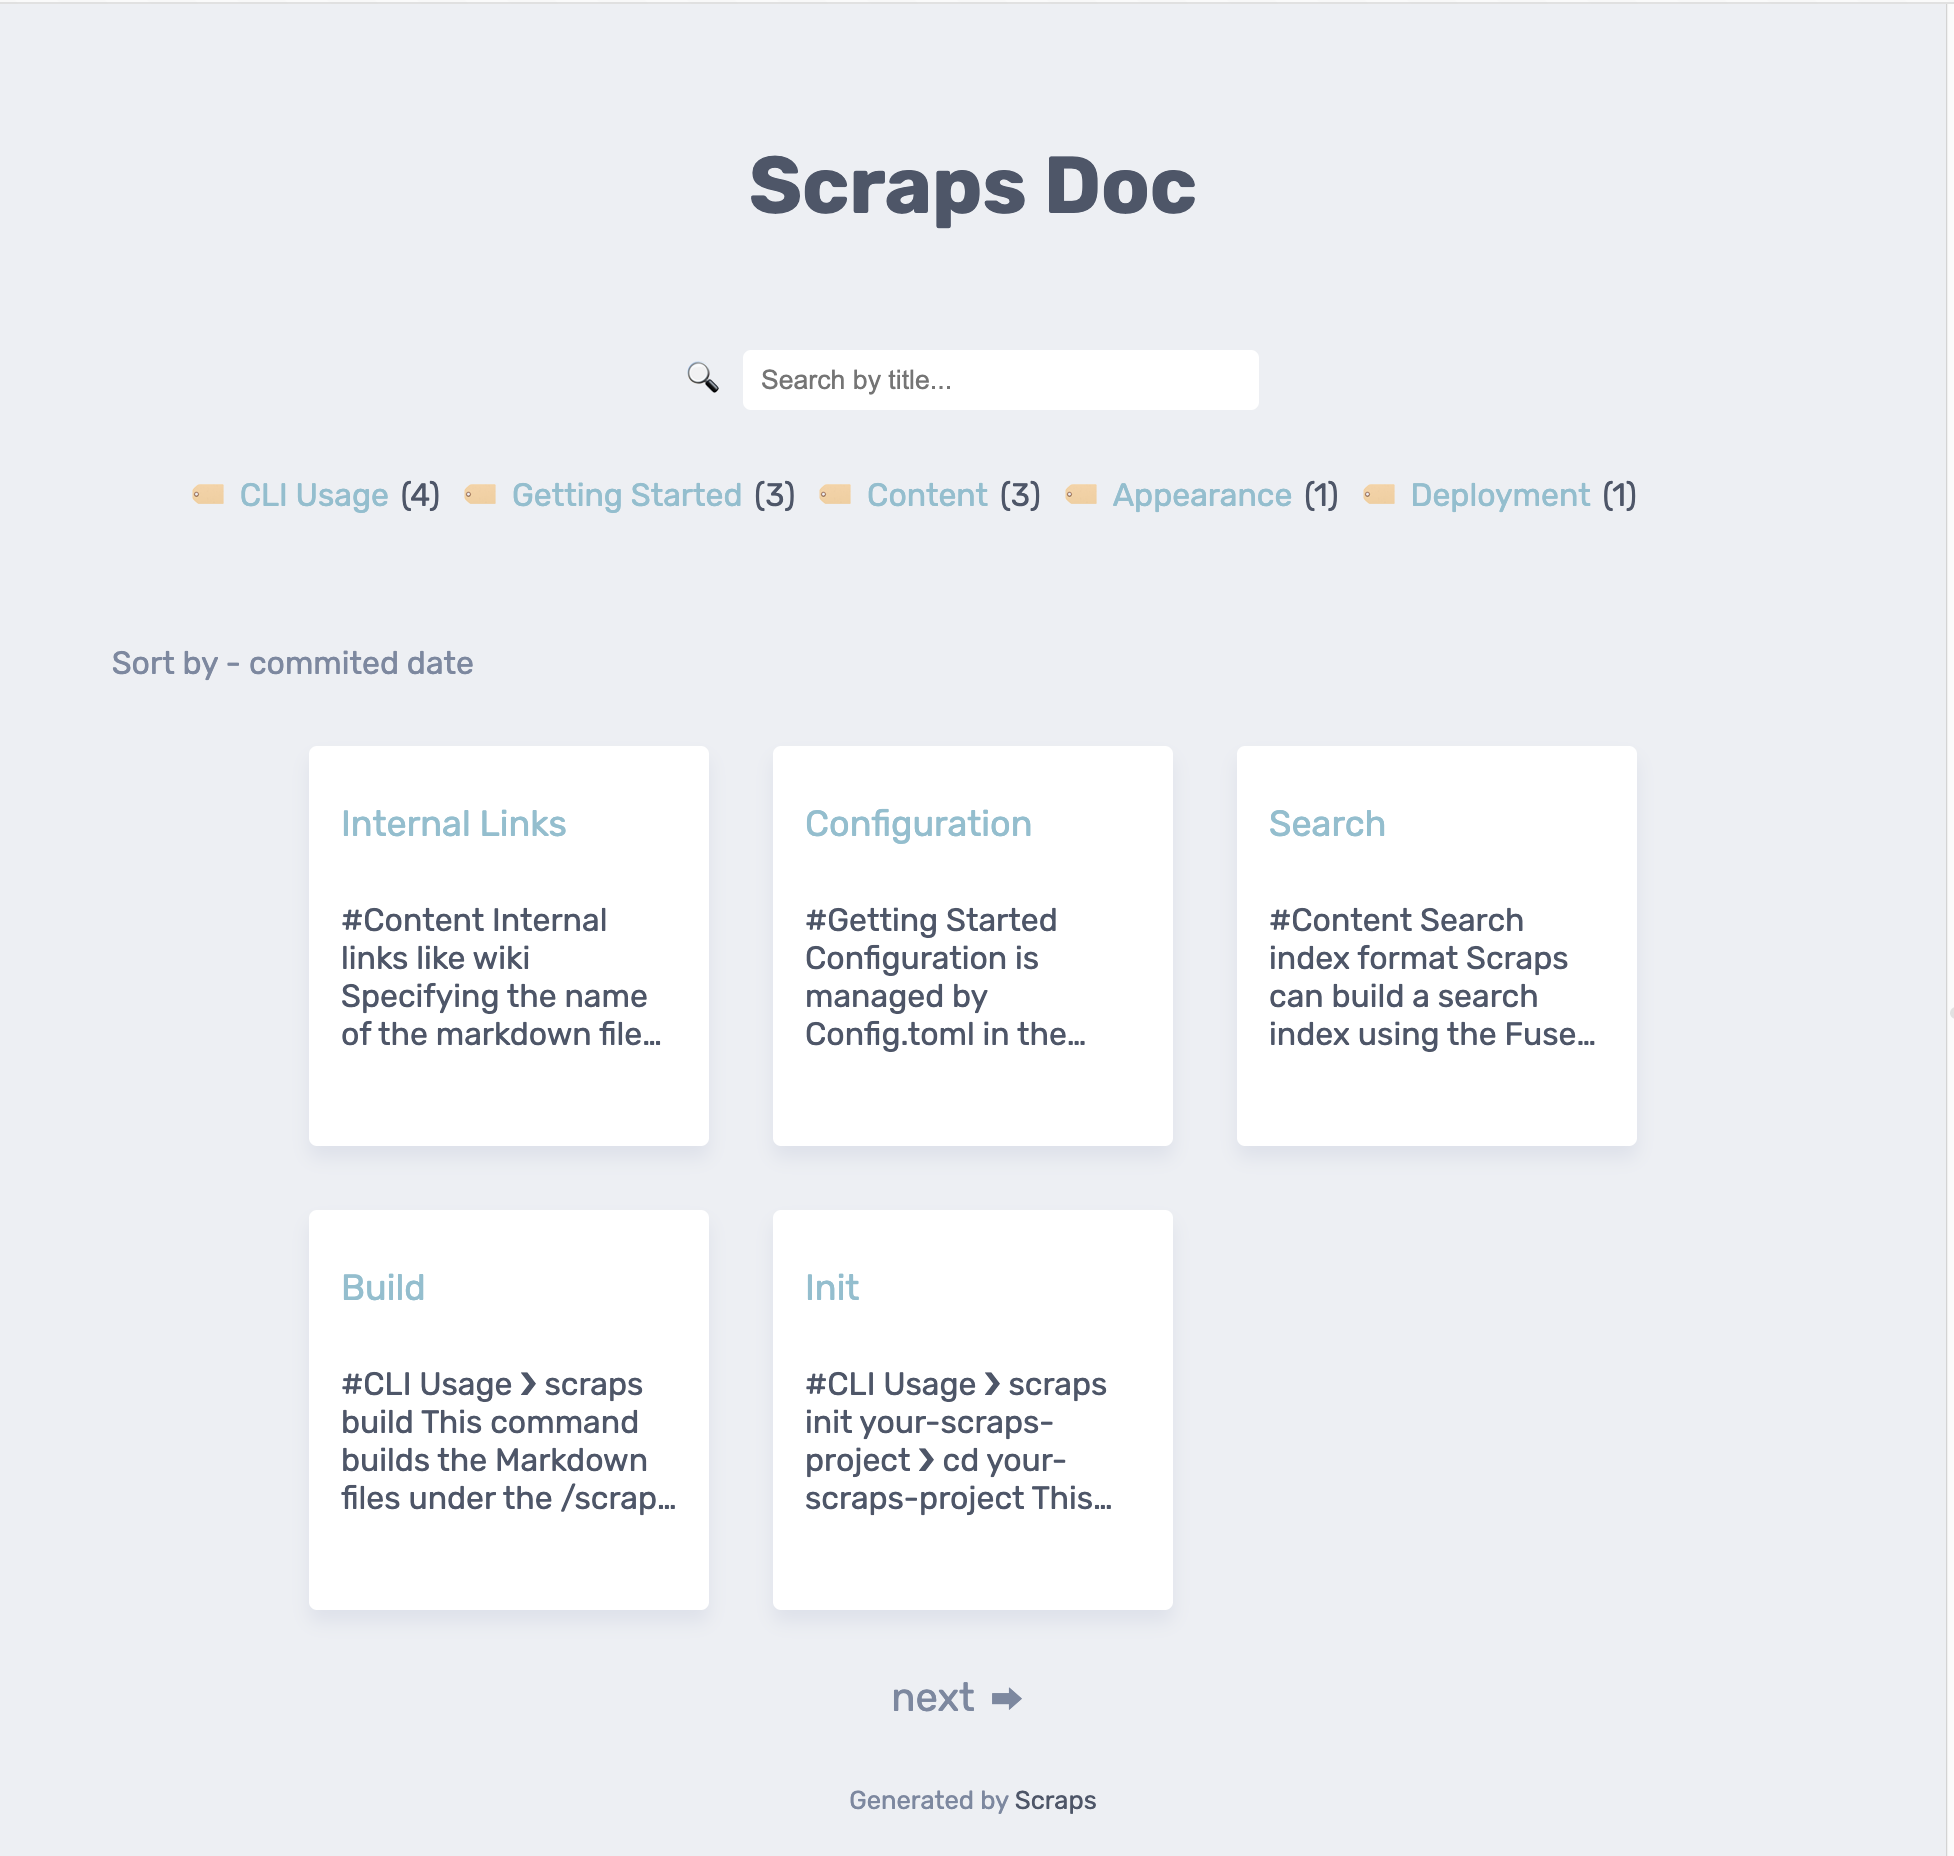 Scraps Doc
Search by title...
CLI Usage (4) Getting Started (3) Content (3) Appearance (1) Deployment (1)
Sort by - commited date
Internal Links
#Content Internal
links like wiki
Specifying the name
of the markdown file...
Configuration
#Getting Started
Configuration is
managed by
Config.toml in the...
Search
#Content Search
index format Scraps
can build a search
index using the Fuse...
Build
#CLI Usage ❯ scraps
build This command
builds the Markdown
files under the /scrap...
Init
#CLI Usage ❯ scraps
init your-scraps-
project ❯ cd your-
scraps-project This...
next ➡
Generated by Scraps